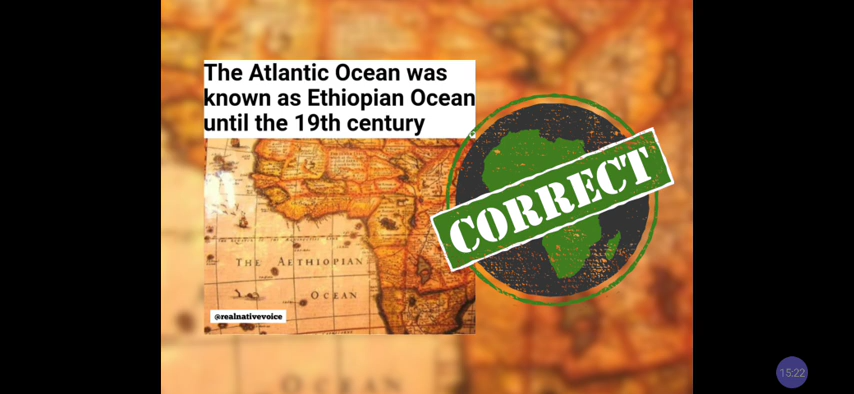 The Atlantic Ocean was
known as Ethiopian Ocean
until the 19th century
CORRECT
THE AETHIOPIAN
OCEAN
@realnativevoice
OCEAN
15:22